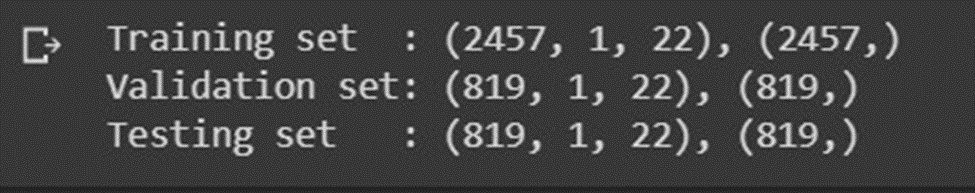 Training set  : (2457, 1, 22), (2457,)
Validation set: (819, 1, 22), (819,)
Testing set   : (819, 1, 22), (819,)